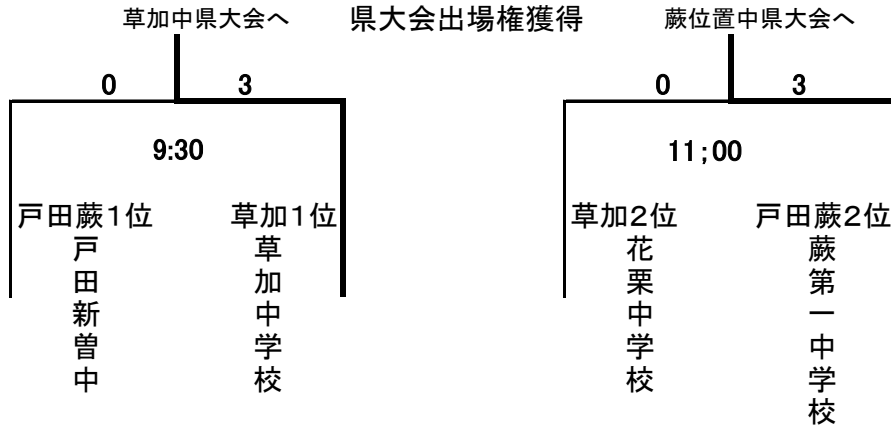 草加中県大会へ 県大会出場権獲得 蕨位置中県大会へ
0 3 0 3
9:30 11;00
戸田蕨1位 草加1位 草加2位 戸田蕨2位
戸田新曽中
草加中学校
花栗中学校
蕨第一中学校